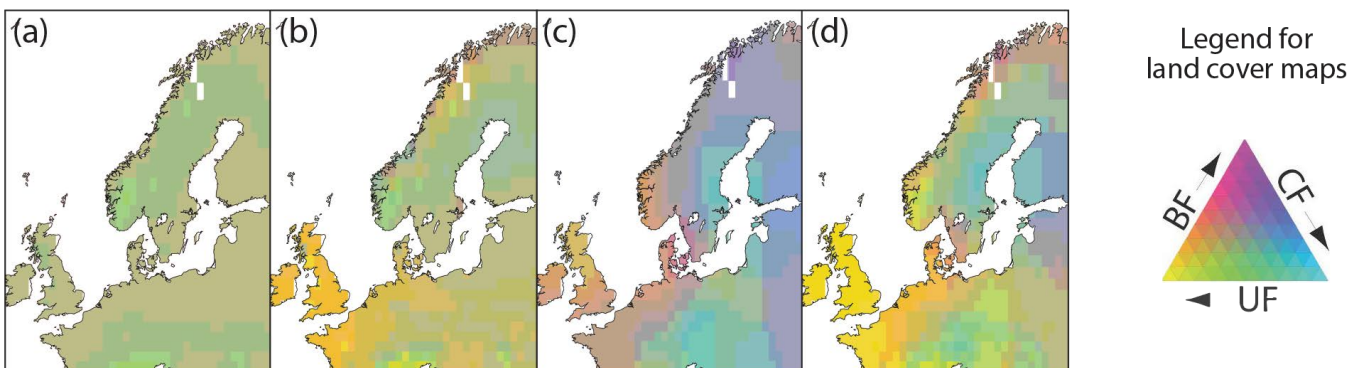 (a)
(b)
(c)
(d)
Legend for
land cover maps
BF
CF
UF